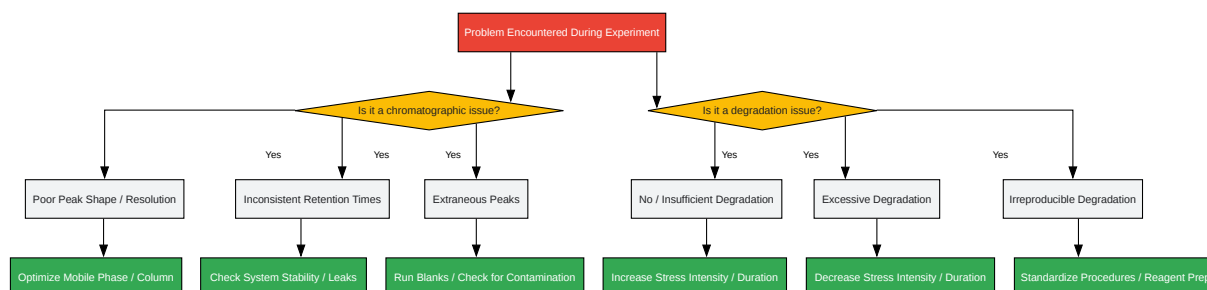 Problem Encountered During Experiment
Is it a chromatographic issue?
Is it a degradation issue?
Yes
Yes
Yes
Yes
Yes
Yes
Poor Peak Shape / Resolution
Inconsistent Retention Times
Extraneous Peaks
No / Insufficient Degradation
Excessive Degradation
Irreproducible Degradation
Optimize Mobile Phase / Column
Check System Stability / Leaks
Run Blanks / Check for Contamination
Increase Stress Intensity / Duration
Decrease Stress Intensity / Duration
Standardize Procedures / Reagent Prep